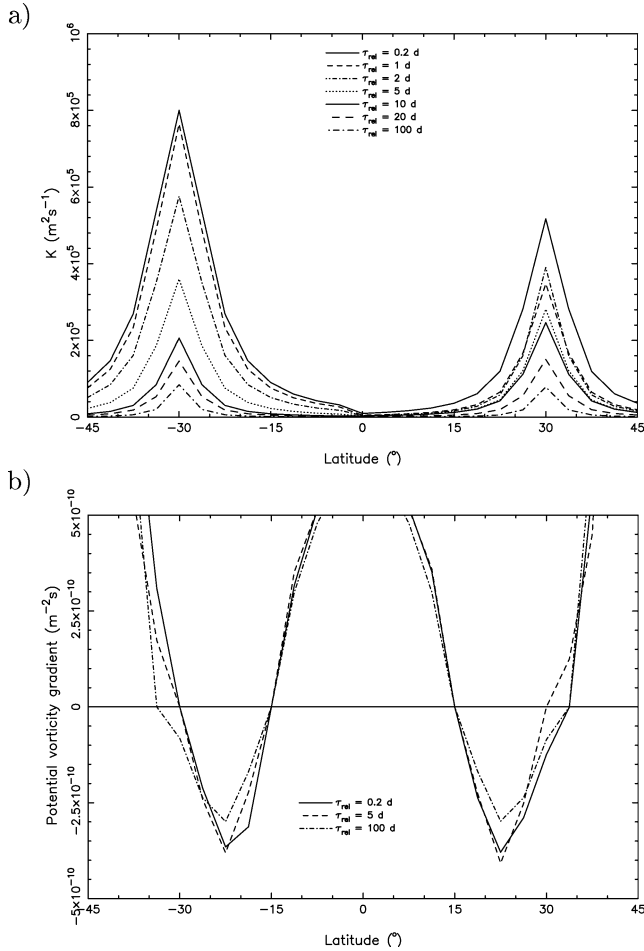 a)
10⁶
8×10⁵
6×10⁵
4×10⁵
2×10⁵
0
K (m²s⁻¹)
τrel = 0.2 d
τrel = 1 d
τrel = 2 d
τrel = 5 d
τrel = 10 d
τrel = 20 d
τrel = 100 d
−45 −30 −15 0 15 30 45
Latitude (°)
b)
5×10⁻¹⁰
2.5×10⁻¹⁰
0
−2.5×10⁻¹⁰
−5×10⁻¹⁰
Potential vorticity gradient (m⁻²s)
τrel = 0.2 d
τrel = 5 d
τrel = 100 d
−45 −30 −15 0 15 30 45
Latitude (°)